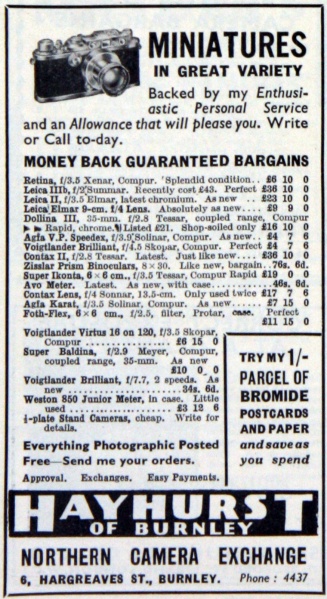 MINIATURES
IN GREAT VARIETY
Backed by my Enthusi-
astic Personal Service
and an Allowance that will please you. Write
or Call to-day.
MONEY BACK GUARANTEED BARGAINS
Retina, f/3.5 Xenar, Compur. Splendid condition .. £6 10 0
Leica IIIb, f/2 Summar. Recently cost £43. Perfect £36 10 0
Leica II, f/3.5 Elmar, latest chromium. As new .. £23 10 0
Leica Elmar 9-cm. f/4 Lens. Absolutely as new.... £9 9 0
Dollina III, 35-mm. f/2.8 Tessar, coupled range, Compur
Rapid, chrome. Listed £21. Shop-soiled only £16 10 0
Agfa V.P. Speedex, f/3.9 Solinar, Compur. As new.. £4 7 6
Voigtlander Brilliant, f/4.5 Skopar, Compur. Perfect £4 7 6
Contax II, f/2.8 Tessar. Latest. Just like new.... £36 10 0
Zisslar Prism Binoculars, 8 × 30. Like new, bargain..76s. 6d.
Super Ikonta, 6 × 6 cm., f/3.5 Tessar, Compur Rapid £19 0 0
Avo Meter. Latest. As new, with case............46s. 6d.
Contax Lens, f/4 Sonnar, 13.5-cm. Only used twice £17 7 6
Agfa Karat, f/3.5 Solinar, Compur. As new........ £7 15 0
Foth-Flex, 6 × 6 cm., f/2.5, filter, Protar, case. Perfect
£11 15 0
Voigtlander Virtus 16 on 120, f/3.5 Skopar,
Compur .................. £6 15 0
Super Baldina, f/2.9 Meyer, Compur,
coupled range, 35-mm. As new
£10 0 0
Voigtlander Brilliant, f/7.7, 2 speeds. As
new .................... 34s. 6d.
Weston 850 Junior Meter, in case. Little
used .................... £3 12 6
¼-plate Stand Cameras, cheap. Write for
details.
Everything Photographic Posted
Free—Send me your orders.
Approval. Exchanges. Easy Payments.
TRY MY 1/-
PARCEL OF
BROMIDE
POSTCARDS
AND PAPER
and save as
you spend
HAYHURST
OF BURNLEY
NORTHERN CAMERA EXCHANGE
6, HARGREAVES ST., BURNLEY. Phone : 4437